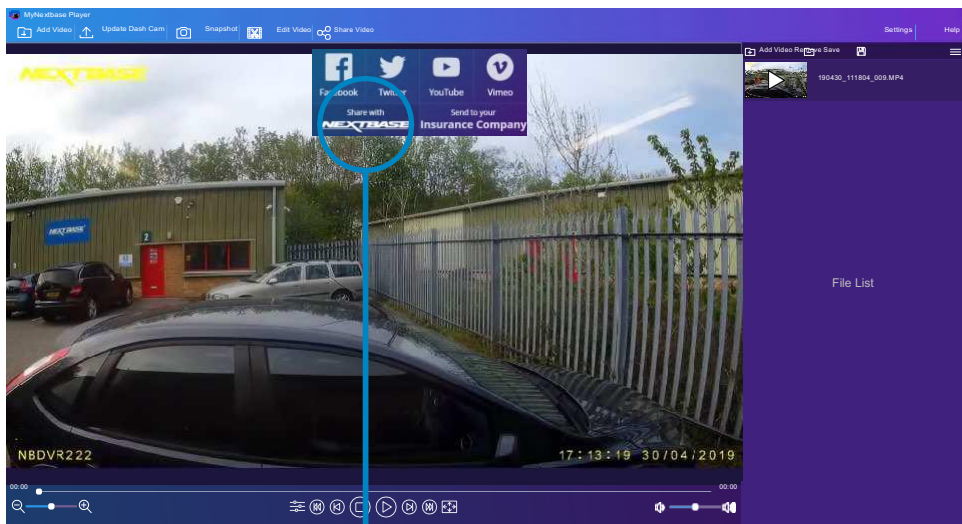 MyNextbase Player
Add Video Update Dash Cam Snapshot Edit Video Share Video Settings Help
Facebook Twitter YouTube Vimeo
Share with Send to your
NEXTBASE Insurance Company
Add Video Remove Save
190430_111804_009.MP4
NEXTBASE
NEXTBASE
2
File List
NBDVR222 17:13:19 30/04/2019
00:00 00:00